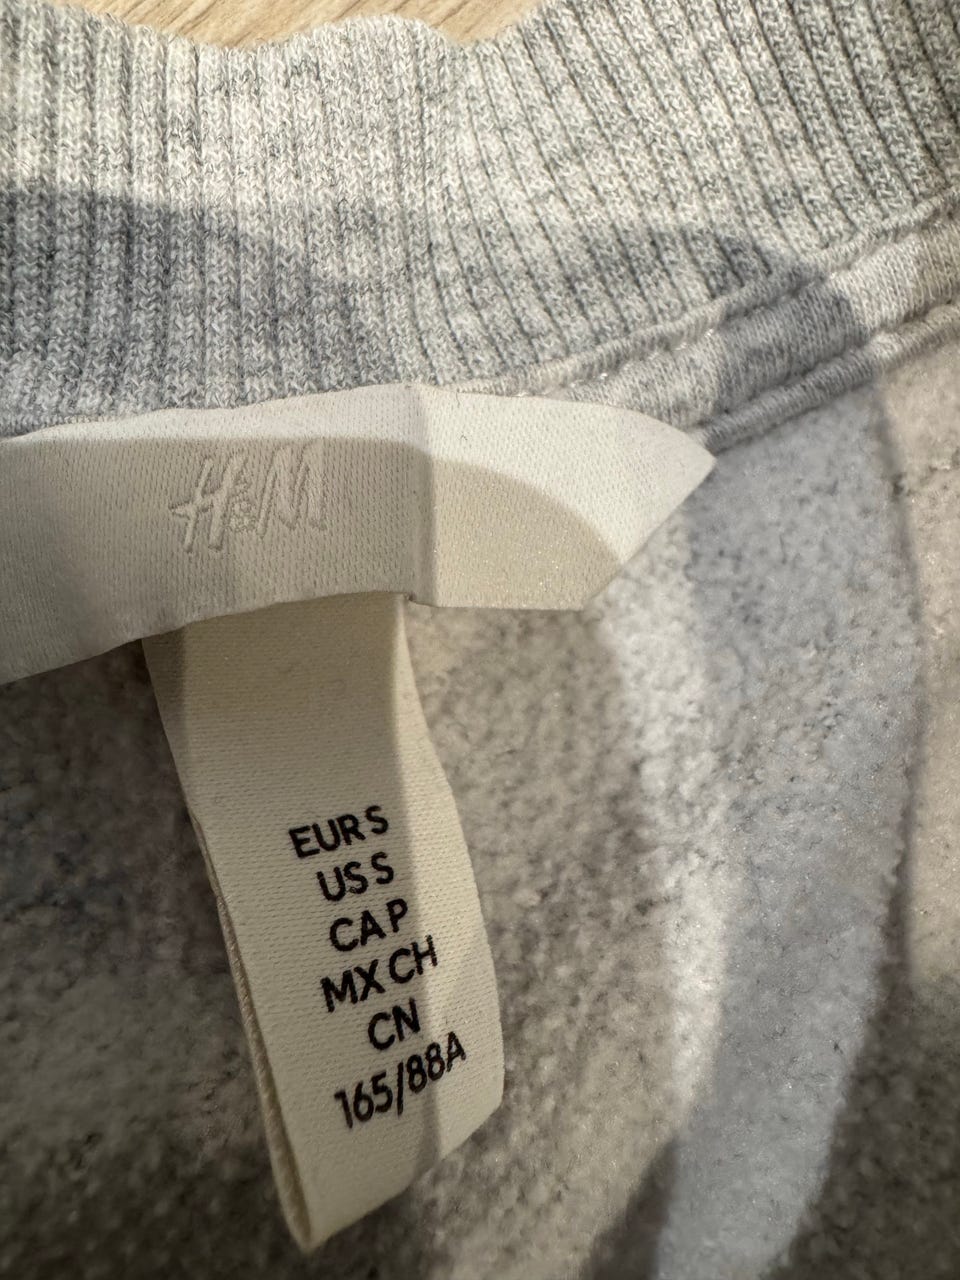 H&M
EUR S
US S
CA P
MX CH
CN
165/88A